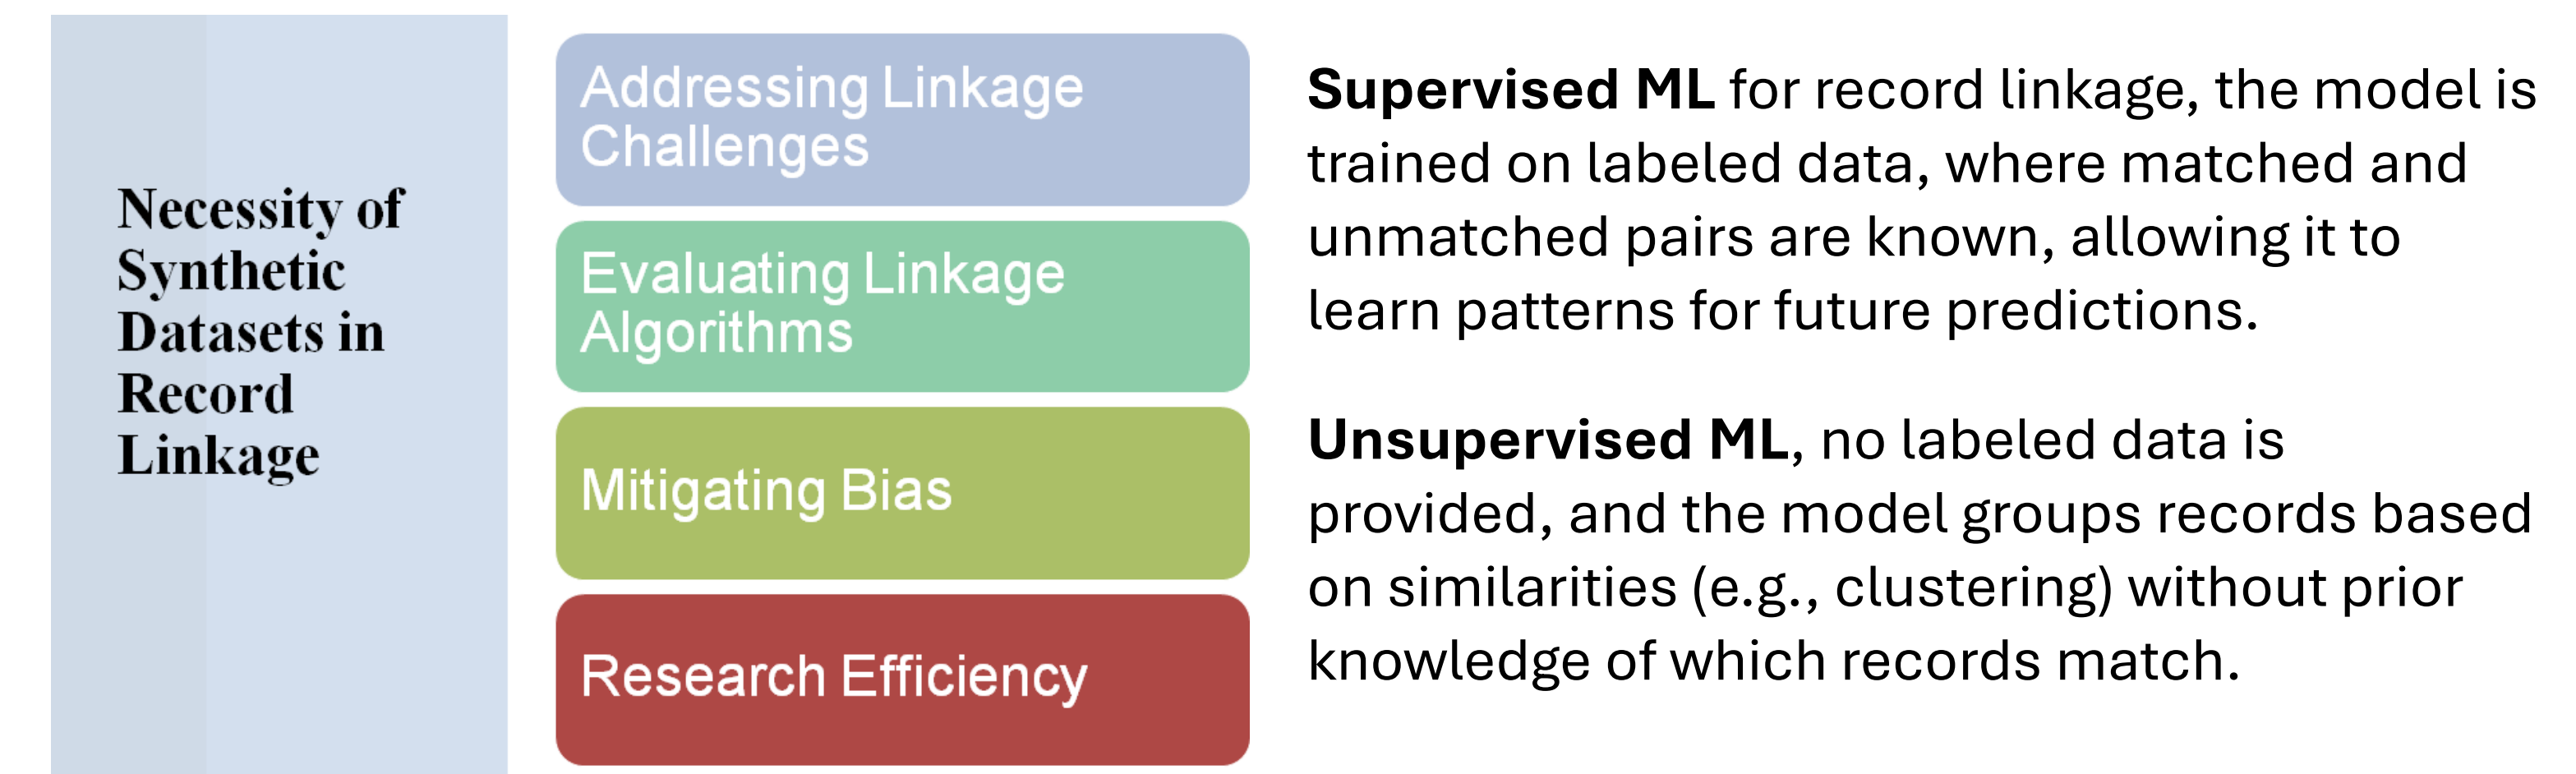 Necessity of
Synthetic
Datasets in
Record
Linkage
Addressing Linkage
Challenges
Evaluating Linkage
Algorithms
Mitigating Bias
Research Efficiency
Supervised ML for record linkage, the model is
trained on labeled data, where matched and
unmatched pairs are known, allowing it to
learn patterns for future predictions.
Unsupervised ML, no labeled data is
provided, and the model groups records based
on similarities (e.g., clustering) without prior
knowledge of which records match.